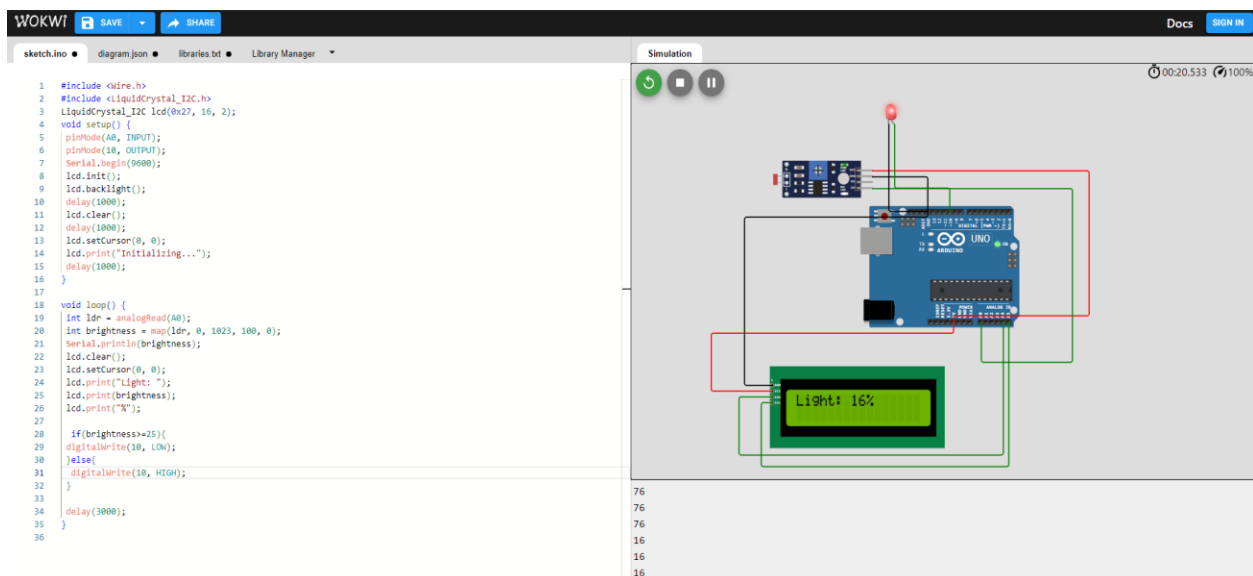 WOKWI SAVE SHARE Docs SIGN IN
sketch.ino diagram.json libraries.txt Library Manager
Simulation
00:20.533 100%
1 #include <Wire.h>
2 #include <LiquidCrystal_I2C.h>
3 LiquidCrystal_I2C lcd(0x27, 16, 2);
4 void setup() {
5 pinMode(A0, INPUT);
6 pinMode(10, OUTPUT);
7 Serial.begin(9600);
8 lcd.init();
9 lcd.backlight();
10 delay(1000);
11 lcd.clear();
12 delay(1000);
13 lcd.setCursor(0, 0);
14 lcd.print("Initializing...");
15 delay(1000);
16 }
17
18 void loop() {
19 int ldr = analogRead(A0);
20 int brightness = map(ldr, 0, 1023, 100, 0);
21 Serial.println(brightness);
22 lcd.clear();
23 lcd.setCursor(0, 0);
24 lcd.print("Light: ");
25 lcd.print(brightness);
26 lcd.print("%");
27
28 if(brightness>=25){
29 digitalWrite(10, LOW);
30 }else{
31 digitalWrite(10, HIGH);
32 }
33
34 delay(3000);
35 }
36
DIGITAL (PWM ~)
UNO
ARDUINO
POWER ANALOG IN
Light: 16%
76
76
76
16
16
16